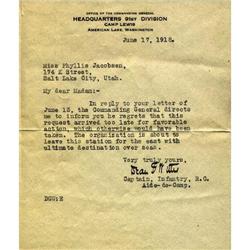 OFFICE OF THE COMMANDING GENERAL
HEADQUARTERS 91ST DIVISION
CAMP LEWIS
AMERICAN LAKE, WASHINGTON
June 17, 1918.
Miss Phyllis Jacobsen,
174 K Street,
Salt Lake City, Utah.
My dear Madam:-
In reply to your letter of
June 13, the Commanding General directs
me to inform you he regrets that this
request arrived too late for favorable
action, which otherwise would have been
taken. The organization is about to
leave this station for the east with
ultimate destination over seas.
Very truly yours,
Captain, Infantry, R.C.
Aide-de-Camp.